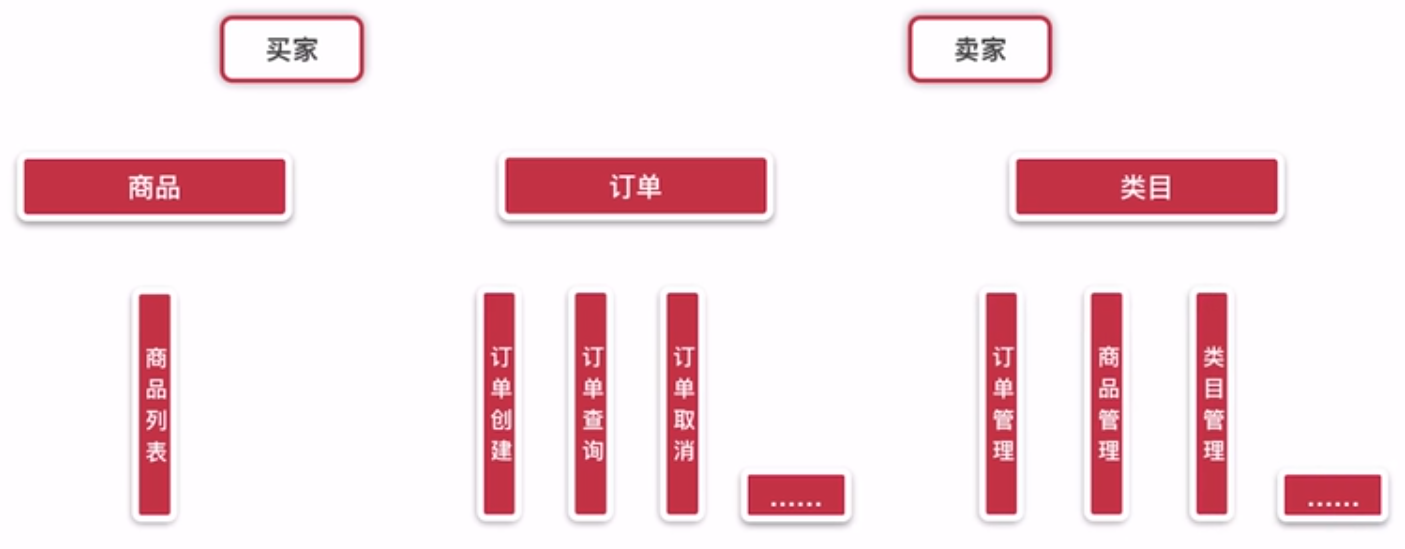 买家
卖家
商品
订单
类目
商品列表
订单创建
订单查询
订单取消
……
订单管理
商品管理
类目管理
……